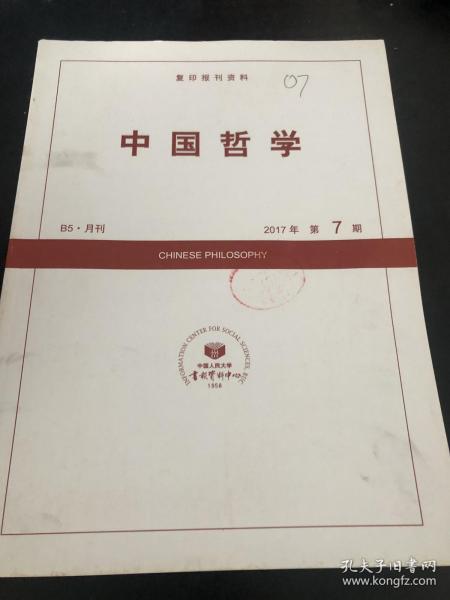 复印报刊资料
07
中国哲学
B5·月刊
2017年 第 7 期
CHINESE PHILOSOPHY
INFORMATION CENTER FOR SOCIAL SCIENCES, RUC
中国人民大学
书报资料中心
1958
孔夫子旧书网
www.kongfz.com